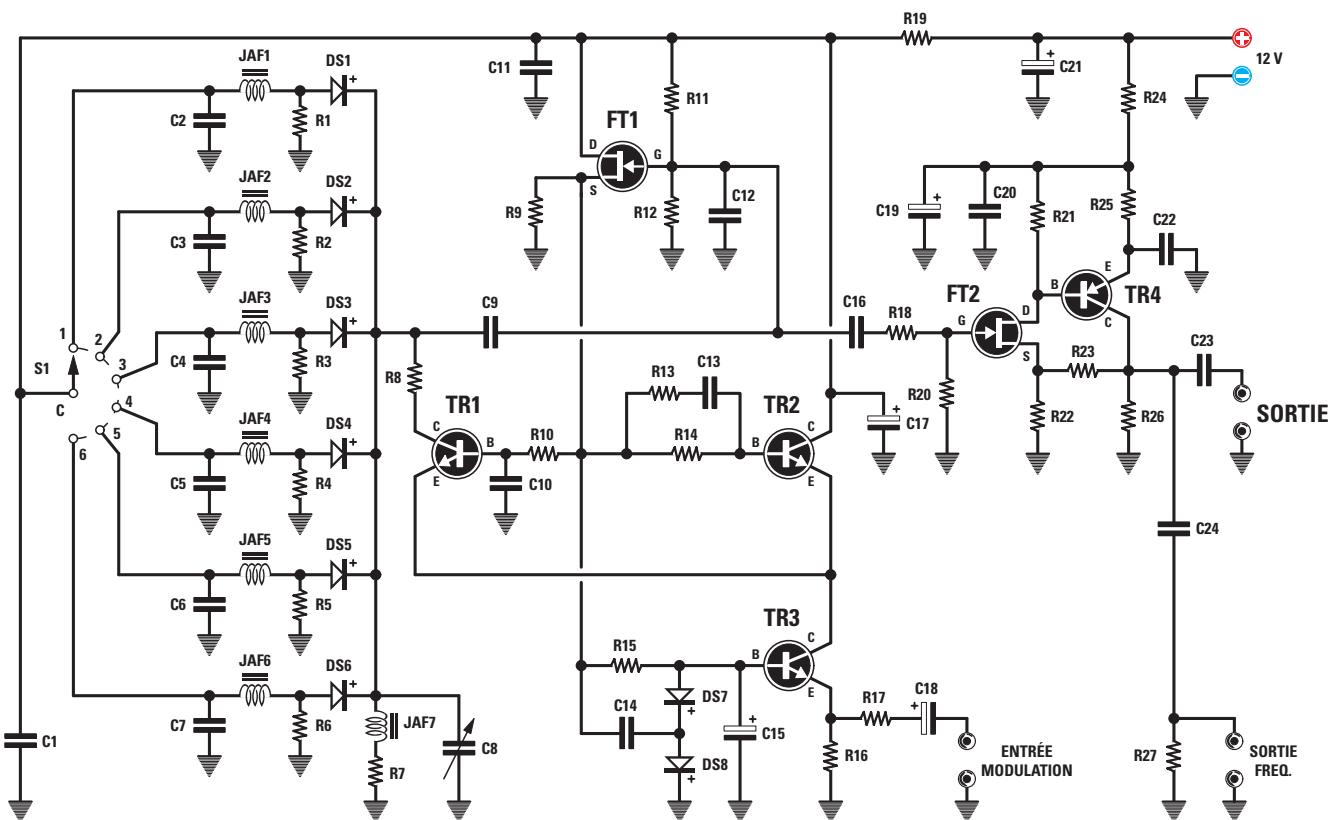 R19
JAF1
DS1
+
C11
R11
+
C21
12 V
C2
R1
FT1
R24
D
G
S
JAF2
DS2
+
C3
R2
R9
R12
C12
C19
+
C20
R21
R25
C22
E
B
TR4
C
JAF3
DS3
+
C9
C16
R18
FT2
G
D
S
1
2
3
S1
C
4
5
6
C4
R3
R8
R13
C13
R20
R23
C23
SORTIE
TR1
C
B
E
R10
C10
R14
TR2
C
B
E
+
C17
R22
R26
JAF4
DS4
+
C5
R4
C24
JAF5
DS5
+
C6
R5
TR3
C
B
E
R15
JAF6
DS6
+
C7
R6
DS7
+
C14
DS8
+
+
C15
R17
C18
+
JAF7
R7
C8
C1
R16
ENTRÉE
MODULATION
R27
SORTIE
FREQ.